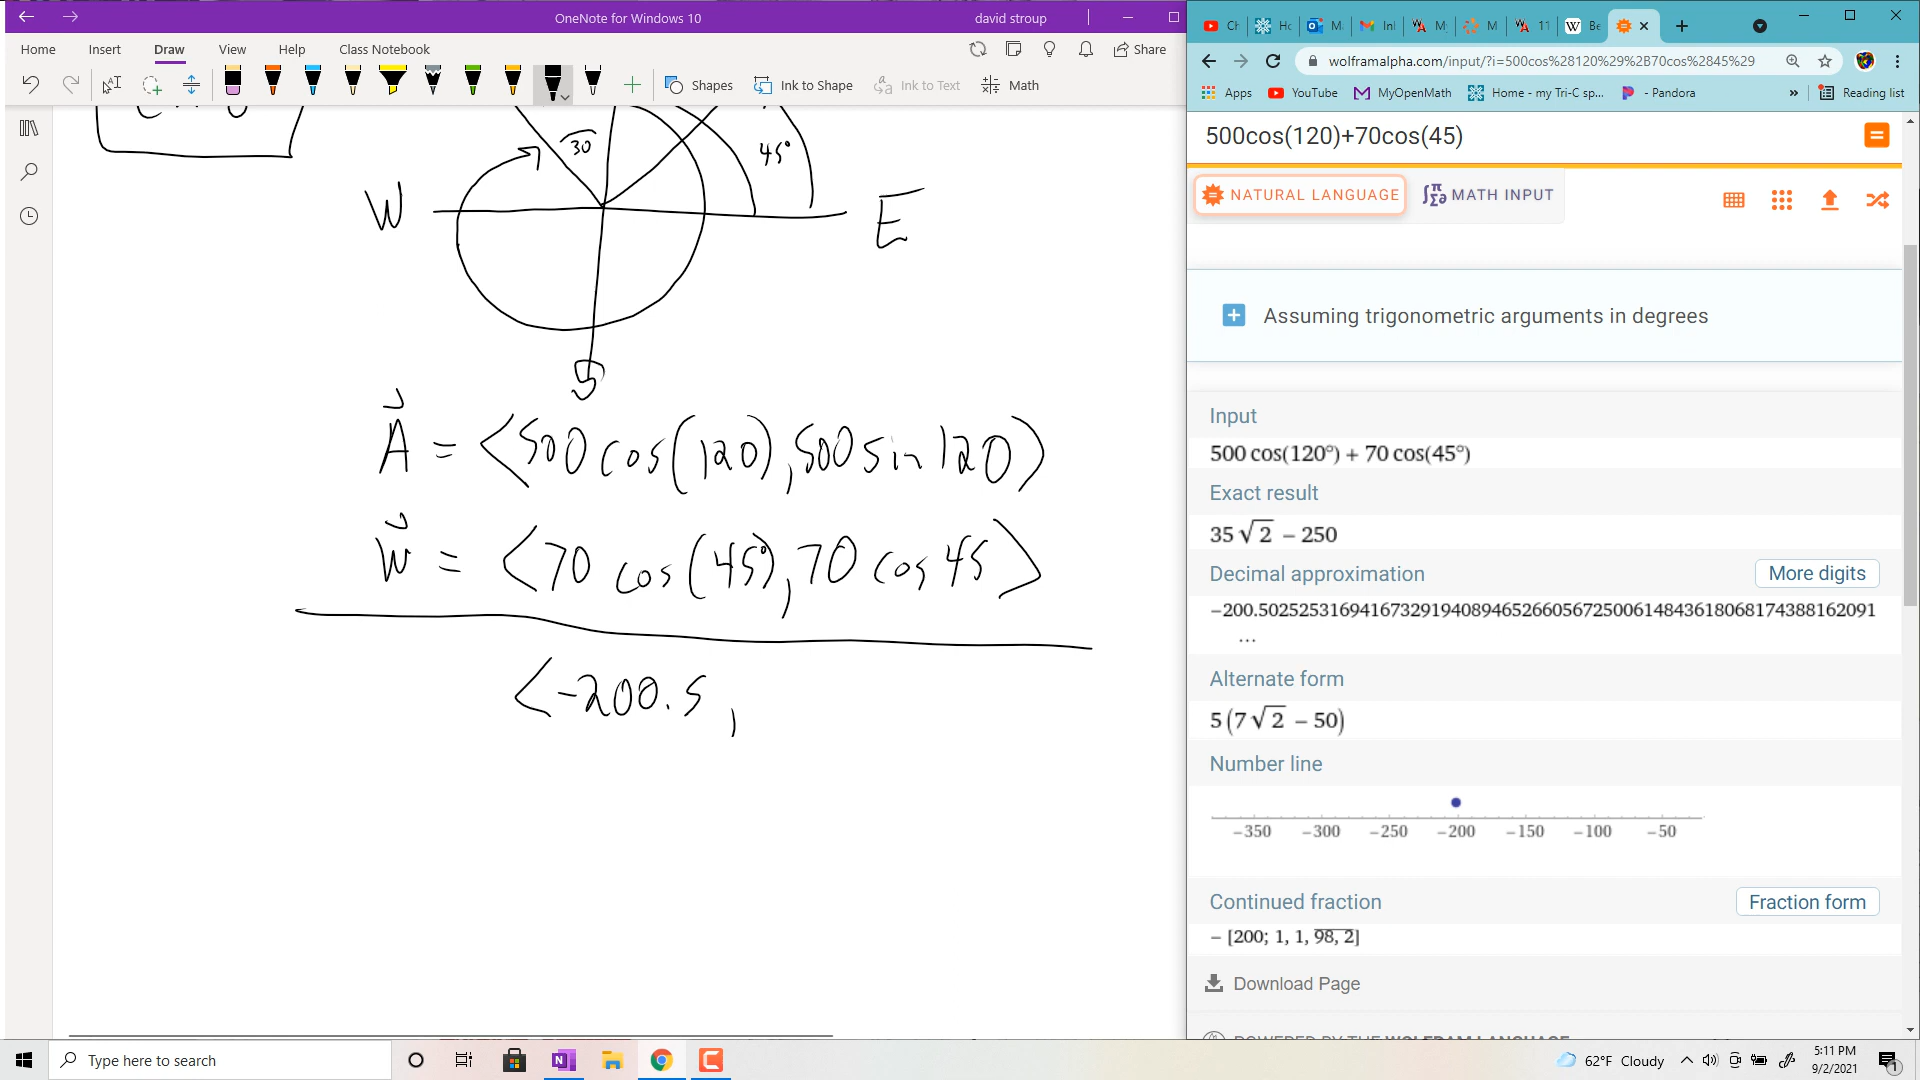 OneNote for Windows 10
david stroup
Home Insert Draw View Help Class Notebook Share
Shapes Ink to Shape Ink to Text Math
30
45°
W
E
S
A = <500 cos(120), 500 sin 120>
W = <70 cos(45°), 70 cos 45>
<-200.5 ,
wolframalpha.com/input/?i=500cos%28120%29%2B70cos%2845%29
Apps YouTube MyOpenMath Home - my Tri-C sp... - Pandora » Reading list
500cos(120)+70cos(45)
NATURAL LANGUAGE MATH INPUT
Assuming trigonometric arguments in degrees
Input
500 cos(120°) + 70 cos(45°)
Exact result
35√2 − 250
Decimal approximation More digits
−200.5025253169416732919408946526605672500614843618068174388162091
...
Alternate form
5(7√2 − 50)
Number line
−350 −300 −250 −200 −150 −100 −50
Continued fraction Fraction form
− [200; 1, 1, 98, 2]
Download Page
POWERED BY THE WOLFRAM LANGUAGE
Type here to search
62°F Cloudy
5:11 PM
9/2/2021